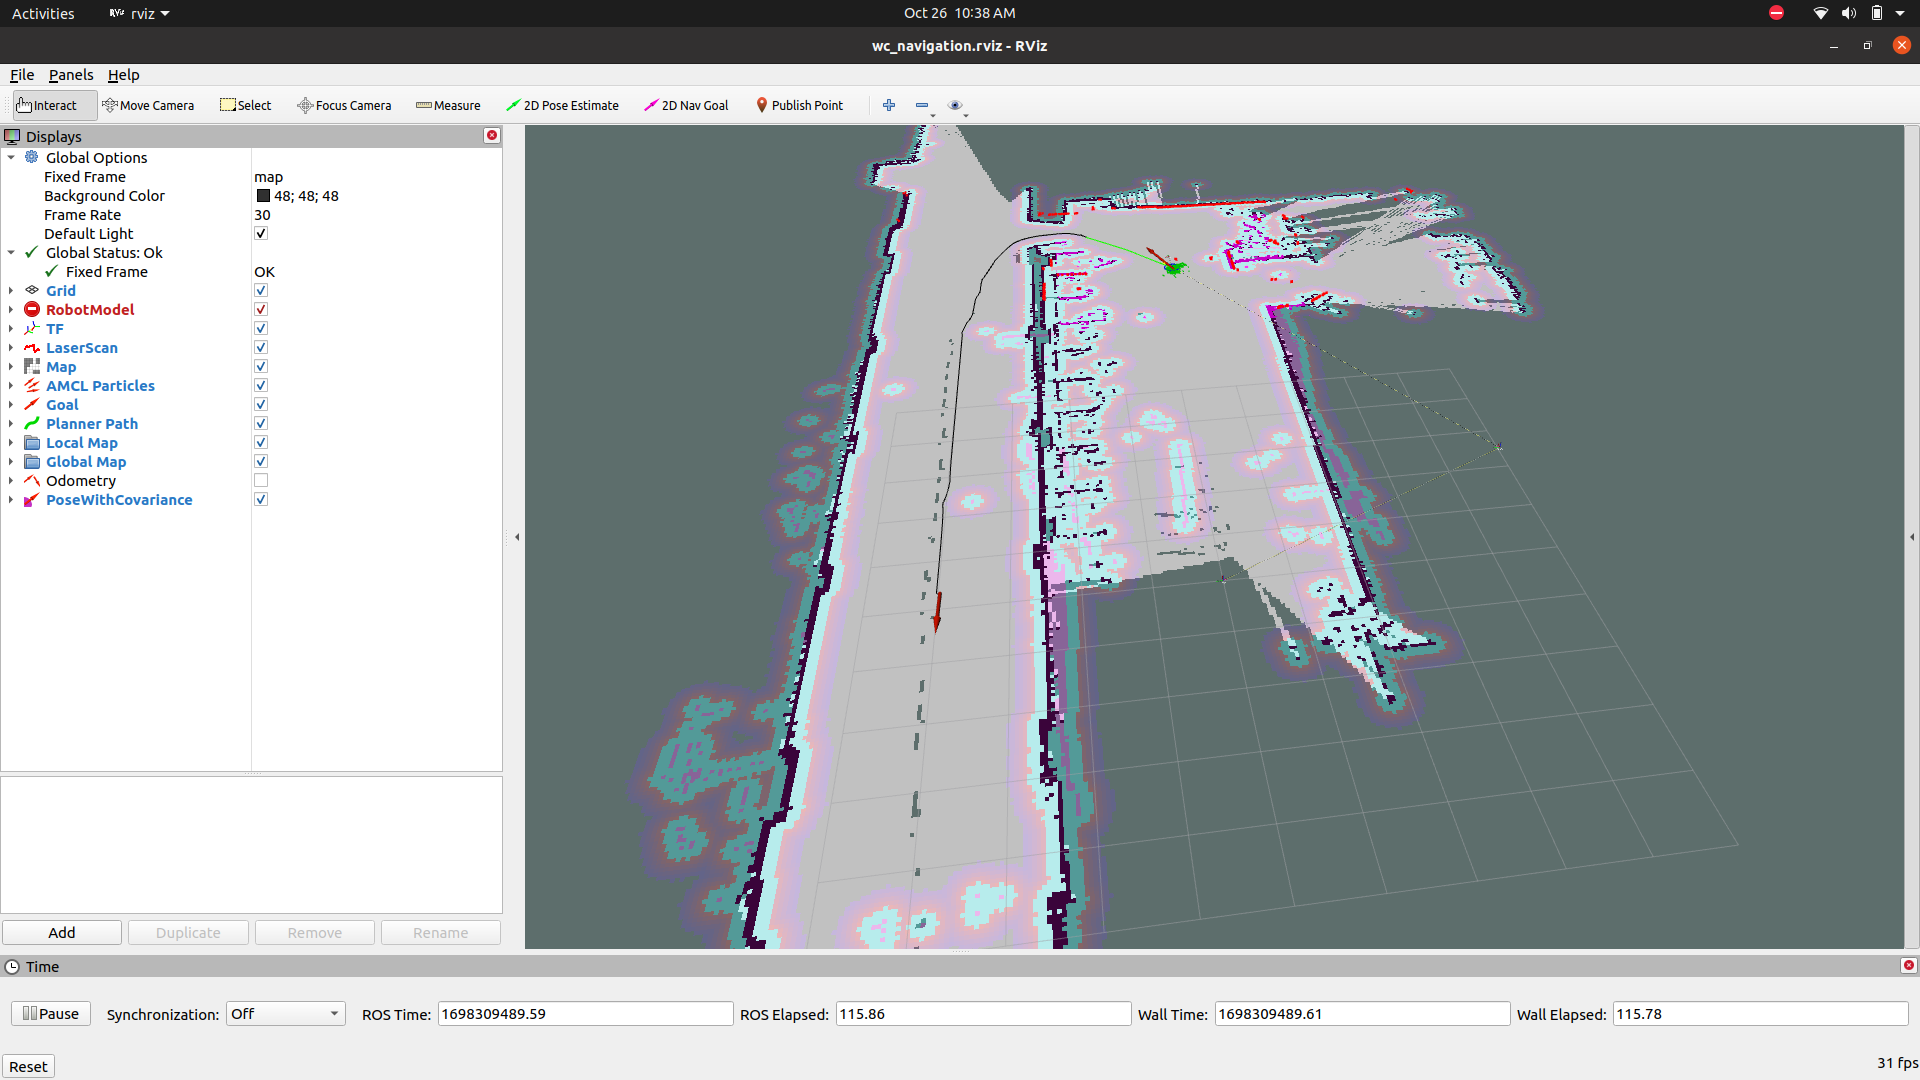 Activities rviz Oct 26 10:38 AM
wc_navigation.rviz - RViz
File Panels Help
Interact Move Camera Select Focus Camera Measure 2D Pose Estimate 2D Nav Goal Publish Point
Displays
Global Options
Fixed Frame map
Background Color 48; 48; 48
Frame Rate 30
Default Light
Global Status: Ok
Fixed Frame OK
Grid
RobotModel
TF
LaserScan
Map
AMCL Particles
Goal
Planner Path
Local Map
Global Map
Odometry
PoseWithCovariance
Add Duplicate Remove Rename
Time
Pause Synchronization: Off ROS Time: 1698309489.59 ROS Elapsed: 115.86 Wall Time: 1698309489.61 Wall Elapsed: 115.78
Reset 31 fps